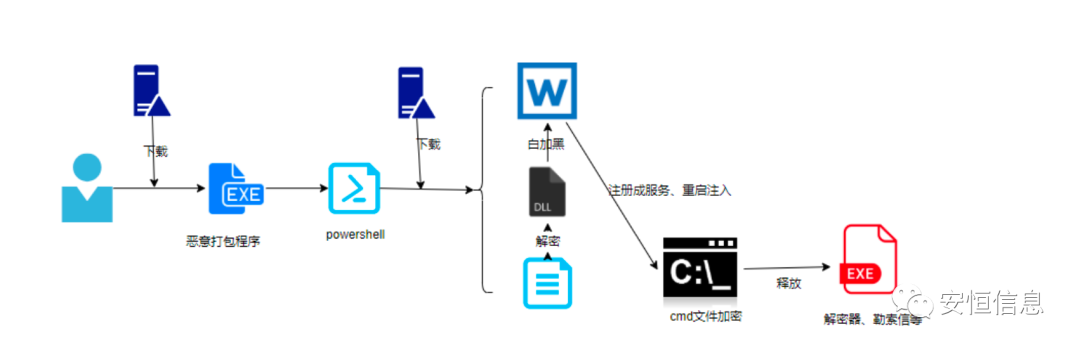 下载
下载
W
白加黑
EXE
恶意打包程序
powershell
DLL
解密
注册成服务、重启注入
C:\_
cmd文件加密
释放
EXE
解密器、勒索信等
安恒信息